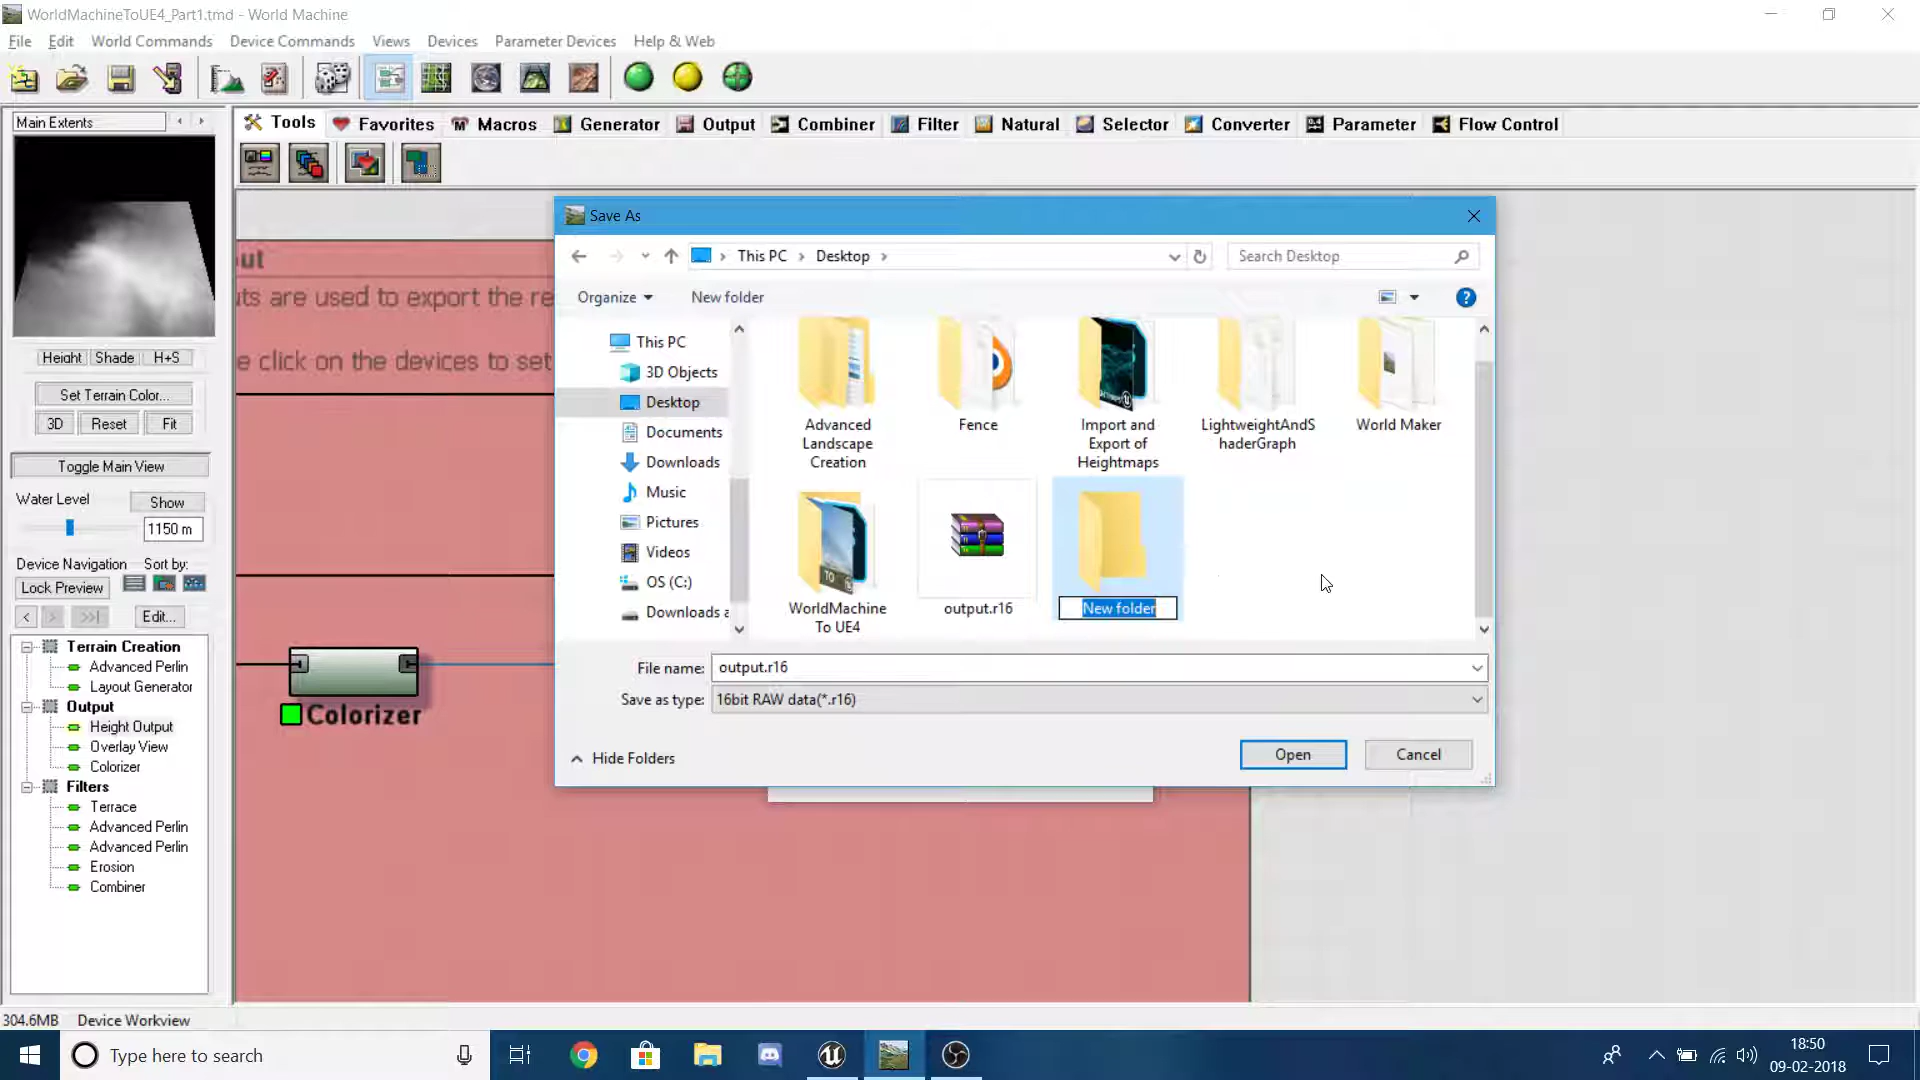 WorldMachineToUE4_Part1.tmd - World Machine
File Edit World Commands Device Commands Views Devices Parameter Devices Help & Web
Main Extents
Tools Favorites Macros Generator Output Combiner Filter Natural Selector Converter Parameter Flow Control
Height Shade H+S
Set Terrain Color...
3D Reset Fit
Toggle Main View
Water Level Show
1150 m
Device Navigation Sort by:
Lock Preview
Edit...
Terrain Creation
Advanced Perlin
Layout Generator
Output
Height Output
Overlay View
Colorizer
Filters
Terrace
Advanced Perlin
Advanced Perlin
Erosion
Combiner
ut
uts are used to export the re
e click on the devices to set
Colorizer
Save As
This PC Desktop
Search Desktop
Organize New folder
This PC
3D Objects
Desktop
Documents
Downloads
Music
Pictures
Videos
OS (C:)
Downloads a
Advanced
Landscape
Creation
Fence
Import and
Export of
Heightmaps
LightweightAndS
haderGraph
World Maker
WorldMachine
To UE4
output.r16
New folder
File name: output.r16
Save as type: 16bit RAW data(*.r16)
Hide Folders
Open Cancel
304.6MB Device Workview
Type here to search
18:50
09-02-2018